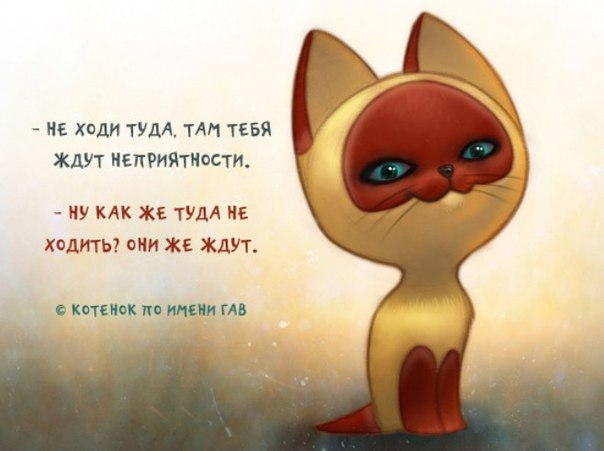 - НЕ ХОДИ ТУДА, ТАМ ТЕБЯ
ЖДУТ НЕПРИЯТНОСТИ.
- НУ КАК ЖЕ ТУДА НЕ
ХОДИТЬ? ОНИ ЖЕ ЖДУТ.
© КОТЕНОК ПО ИМЕНИ ГАВ